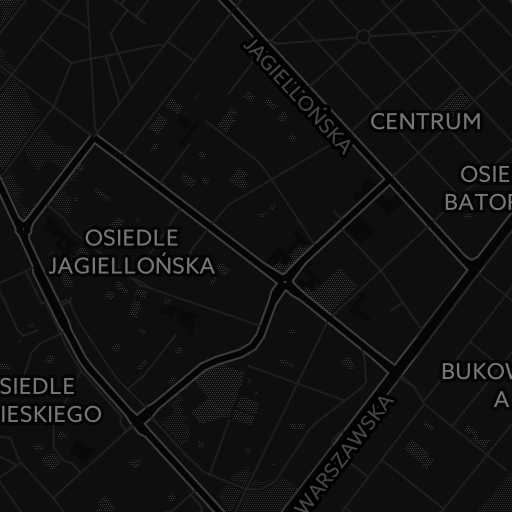 JAGIELLOŃSKA
CENTRUM
OSIE
BATOR
OSIEDLE
JAGIELLOŃSKA
SIEDLE
IESKIEGO
BUKOW
A
WARSZAWSKA